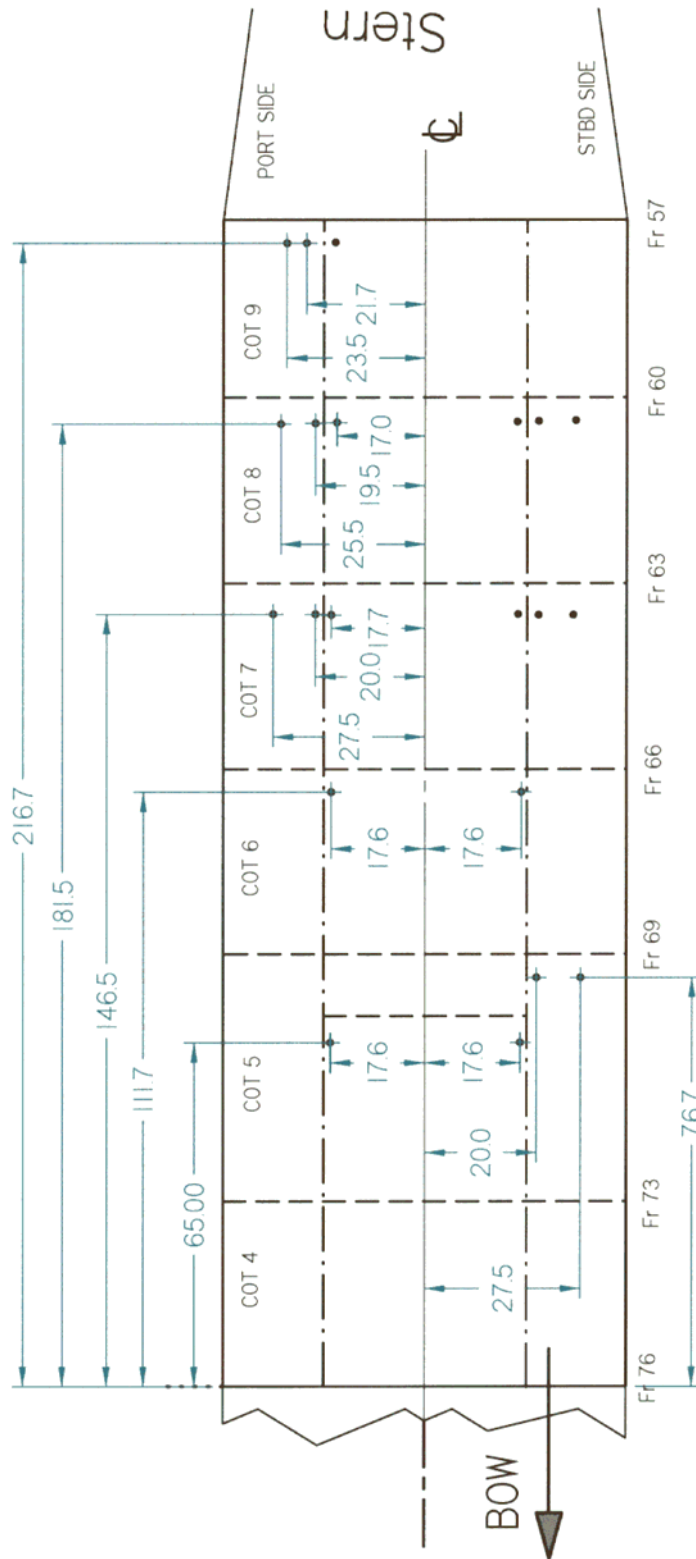 216.7
181.5
146.5
111.7
65.00
COT 4
COT 5
COT 6
COT 7
COT 8
COT 9
PORT SIDE
Stern
27.5
25.5
23.5
20.0
19.5
21.7
17.7
17.0
17.6
17.6
17.6
17.6
20.0
27.5
℄
STBD SIDE
BOW
Fr 76
Fr 73
Fr 69
Fr 66
Fr 63
Fr 60
Fr 57
76.7